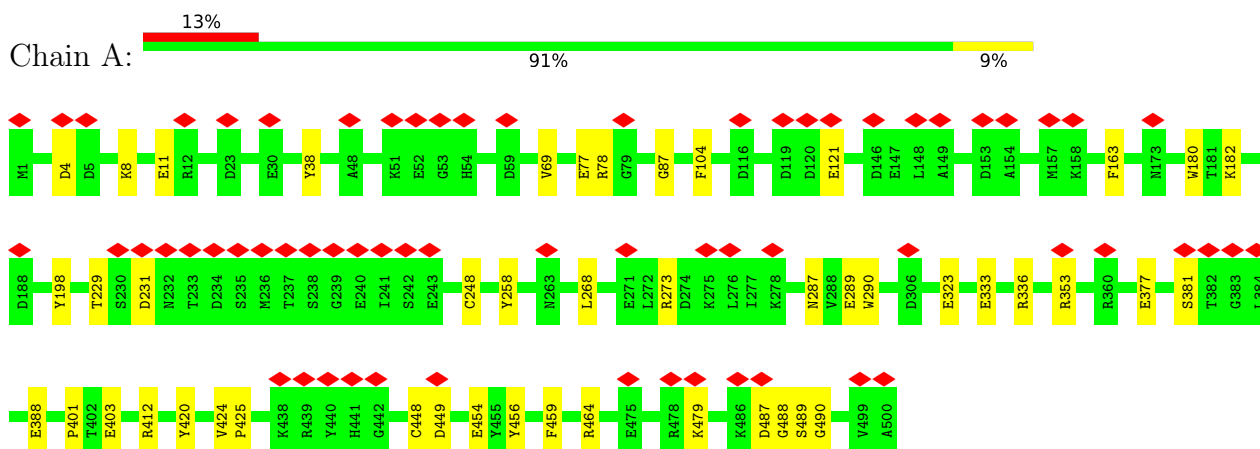 13%
Chain A:
91% 9%
M1 D4 D5 K8 E11 R12 D23 E30 Y38 A48 K51 E52 G53 H54 D59 V69 E77 R78 G79 G87 F104 D116 D119 D120 E121 D146 E147 L148 A149 D153 A154 M157 K158 F163 N173 W180 T181 K182
D188 Y198 T229 S230 D231 N232 T233 D234 S235 M236 T237 S238 G239 E240 I241 S242 E243 C248 Y258 N263 L268 E271 L272 R273 D274 K275 L276 L277 K278 N287 V288 E289 W290 D306 E323 E333 R336 R353 R360 E377 S381 T382 G383
E388 P401 T402 E403 R412 Y420 V424 P425 K438 R439 Y440 H441 G442 C448 D449 E454 Y455 Y456 F459 R464 E475 R478 K479 K486 D487 G488 S489 G490 V499 A500